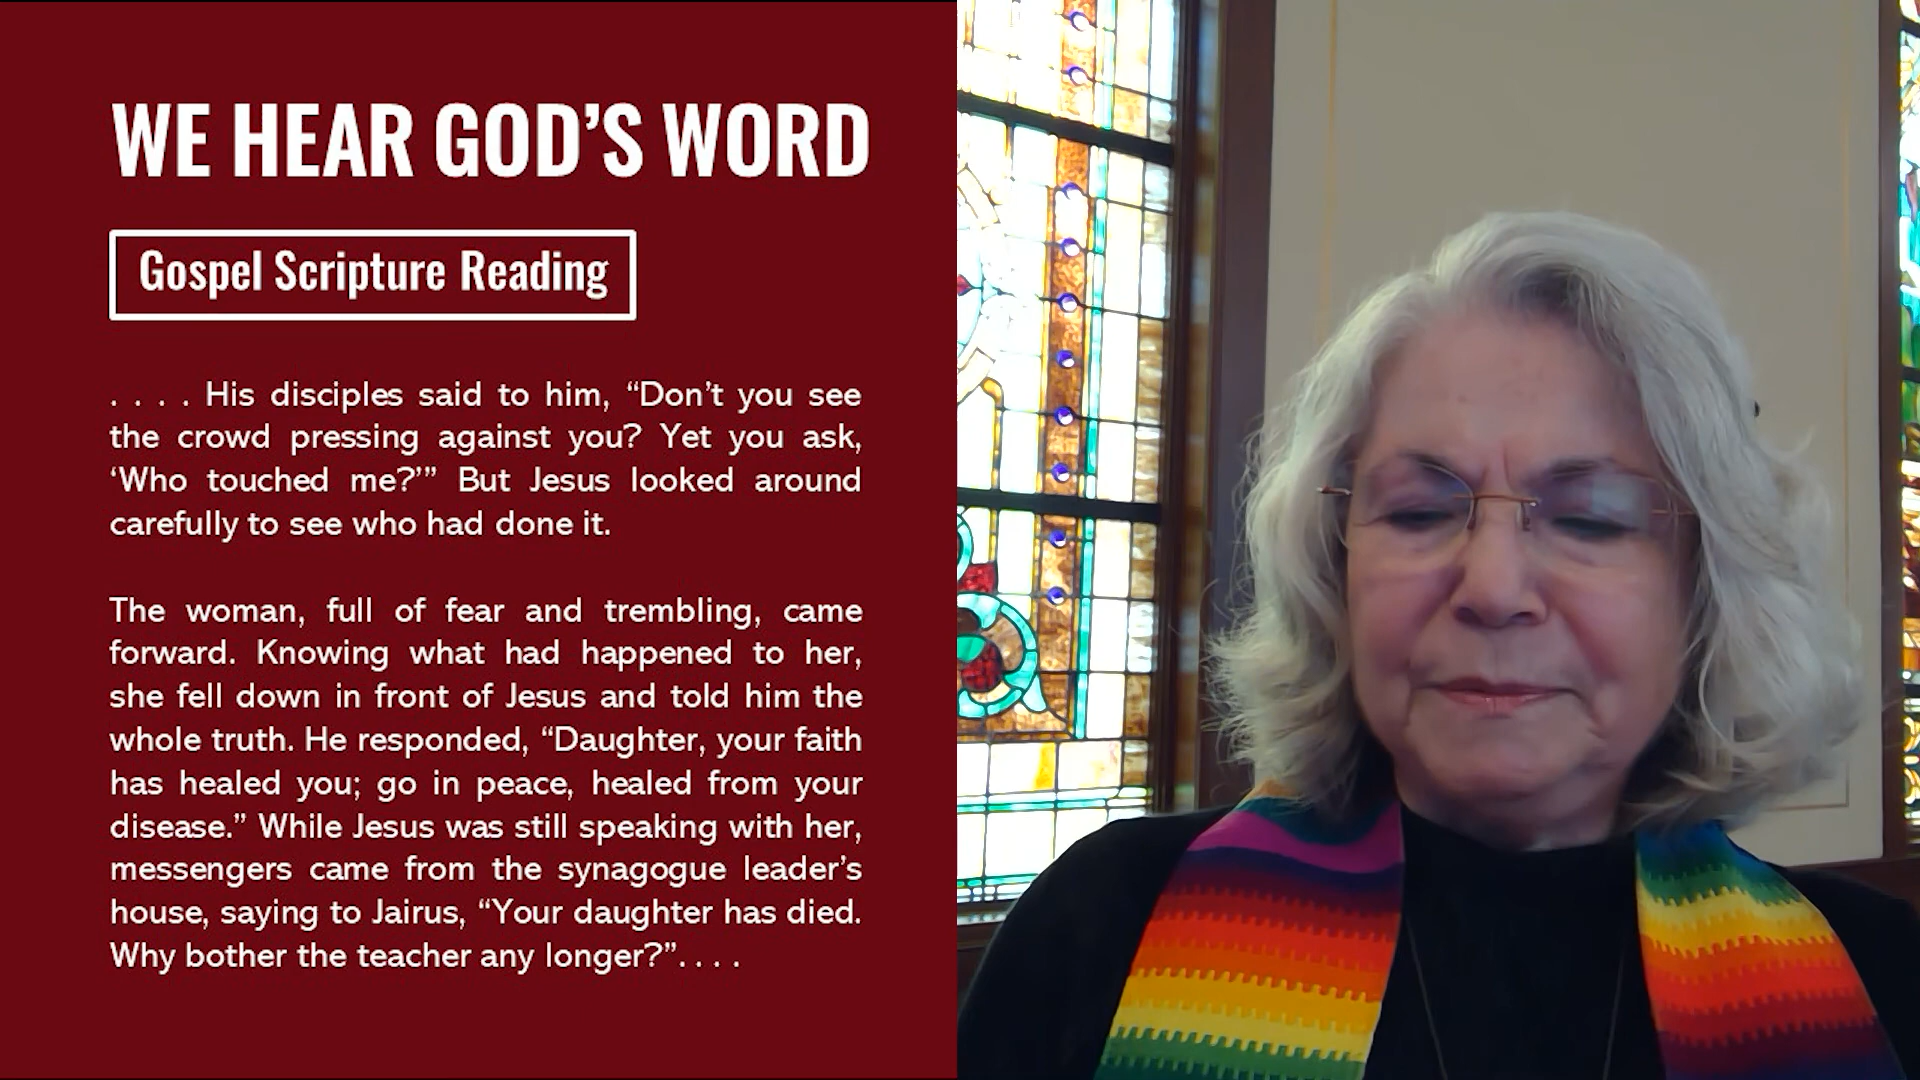 WE HEAR GOD’S WORD
Gospel Scripture Reading
. . . . His disciples said to him, “Don’t you see
the crowd pressing against you? Yet you ask,
‘Who touched me?’” But Jesus looked around
carefully to see who had done it.
The woman, full of fear and trembling, came
forward. Knowing what had happened to her,
she fell down in front of Jesus and told him the
whole truth. He responded, “Daughter, your faith
has healed you; go in peace, healed from your
disease.” While Jesus was still speaking with her,
messengers came from the synagogue leader’s
house, saying to Jairus, “Your daughter has died.
Why bother the teacher any longer?”. . . .